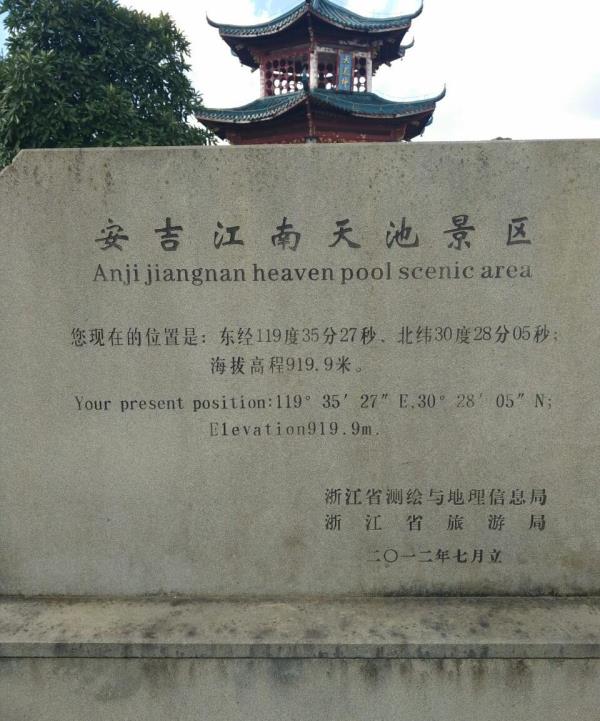 安吉江南天池景区
Anji jiangnan heaven pool scenic area
您现在的位置是：东经119度35分27秒、北纬30度28分05秒；
海拔高程919.9米。
Your present position:119° 35′ 27″ E,30° 28′ 05″ N;
Elevation919.9m.
浙江省测绘与地理信息局
浙江省旅游局
二〇一二年七月立